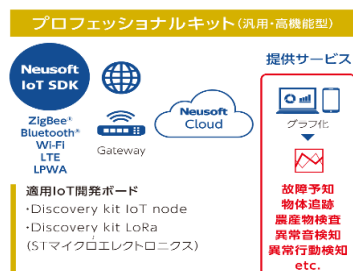 プロフェッショナルキット(汎用・高機能型)
Neusoft
IoT SDK
ZigBee®
Bluetooth®
Wi-Fi
LTE
LPWA
Gateway
Neusoft
Cloud
適用IoT開発ボード
・Discovery kit IoT node
・Discovery kit LoRa
(STマイクロエレクトロニクス)
提供サービス
グラフ化
故障予知
物体追跡
農産物検査
異常音検知
異常行動検知
etc.